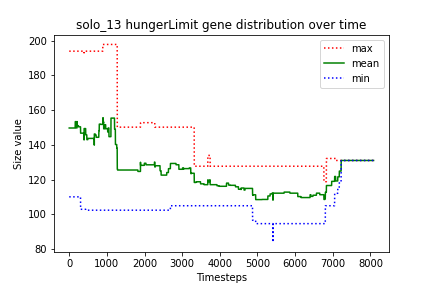 solo_13 hungerLimit gene distribution over time
200
180
160
140
120
100
80
Size value
max
mean
min
0
1000
2000
3000
4000
5000
6000
7000
8000
Timesteps